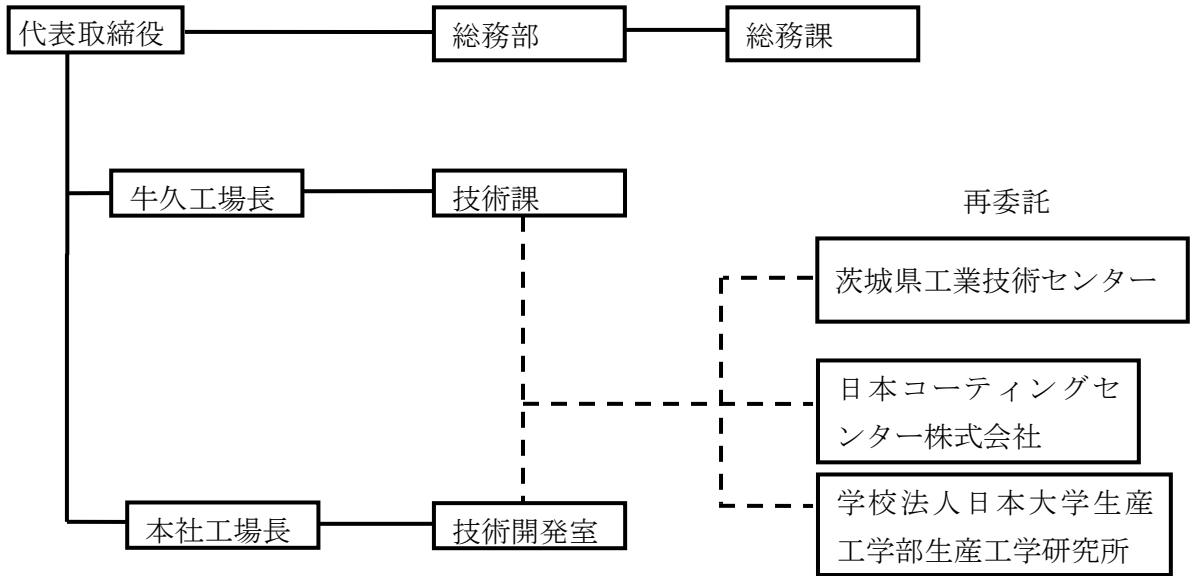 代表取締役
総務部
総務課
牛久工場長
技術課
再委託
茨城県工業技術センター
日本コーティングセ
ンター株式会社
本社工場長
技術開発室
学校法人日本大学生産
工学部生産工学研究所